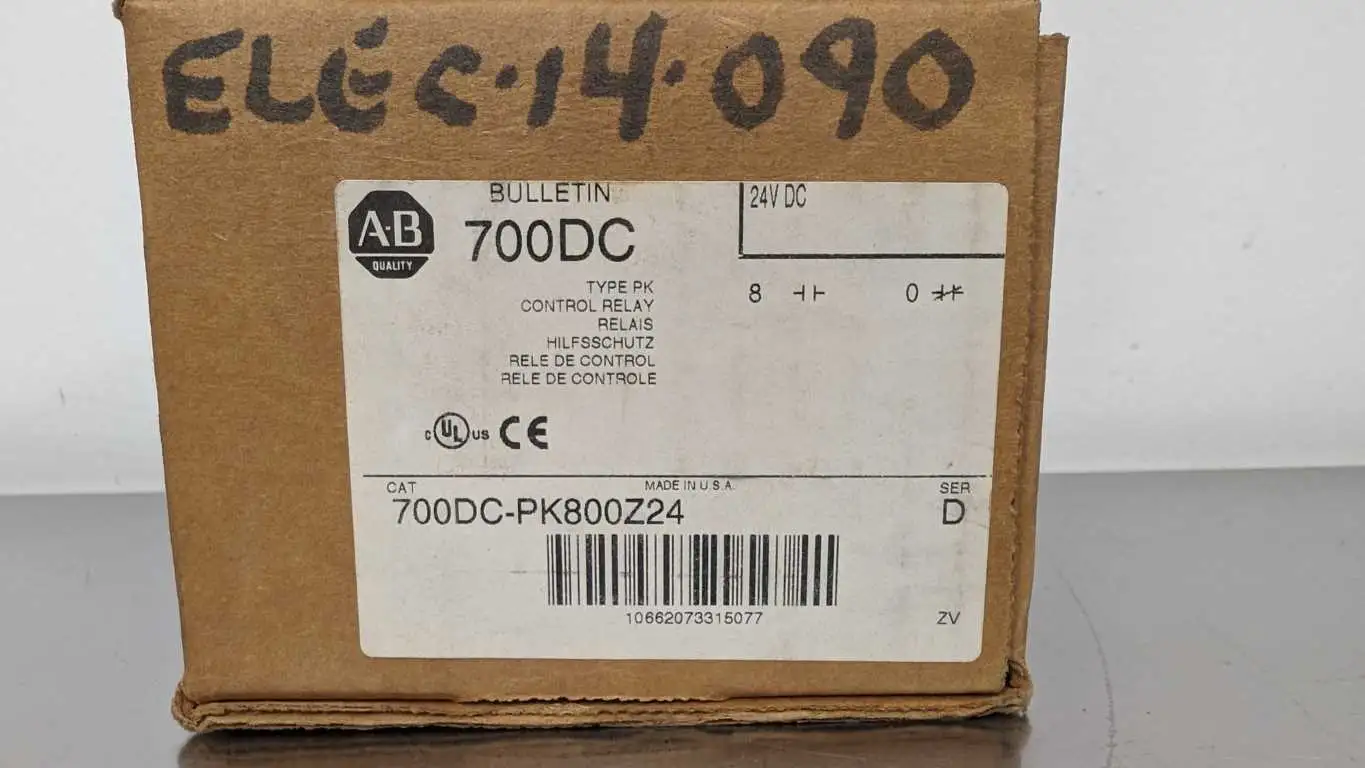 ELÉC.14.090
A-B
QUALITY
BULLETIN
700DC
24V DC
8
0
TYPE PK
CONTROL RELAY
RELAIS
HILFSSCHUTZ
RELE DE CONTROL
RELE DE CONTROLE
C UL US CE
CAT
MADE IN U.S.A.
SER
700DC-PK800Z24
D
10662073315077
ZV